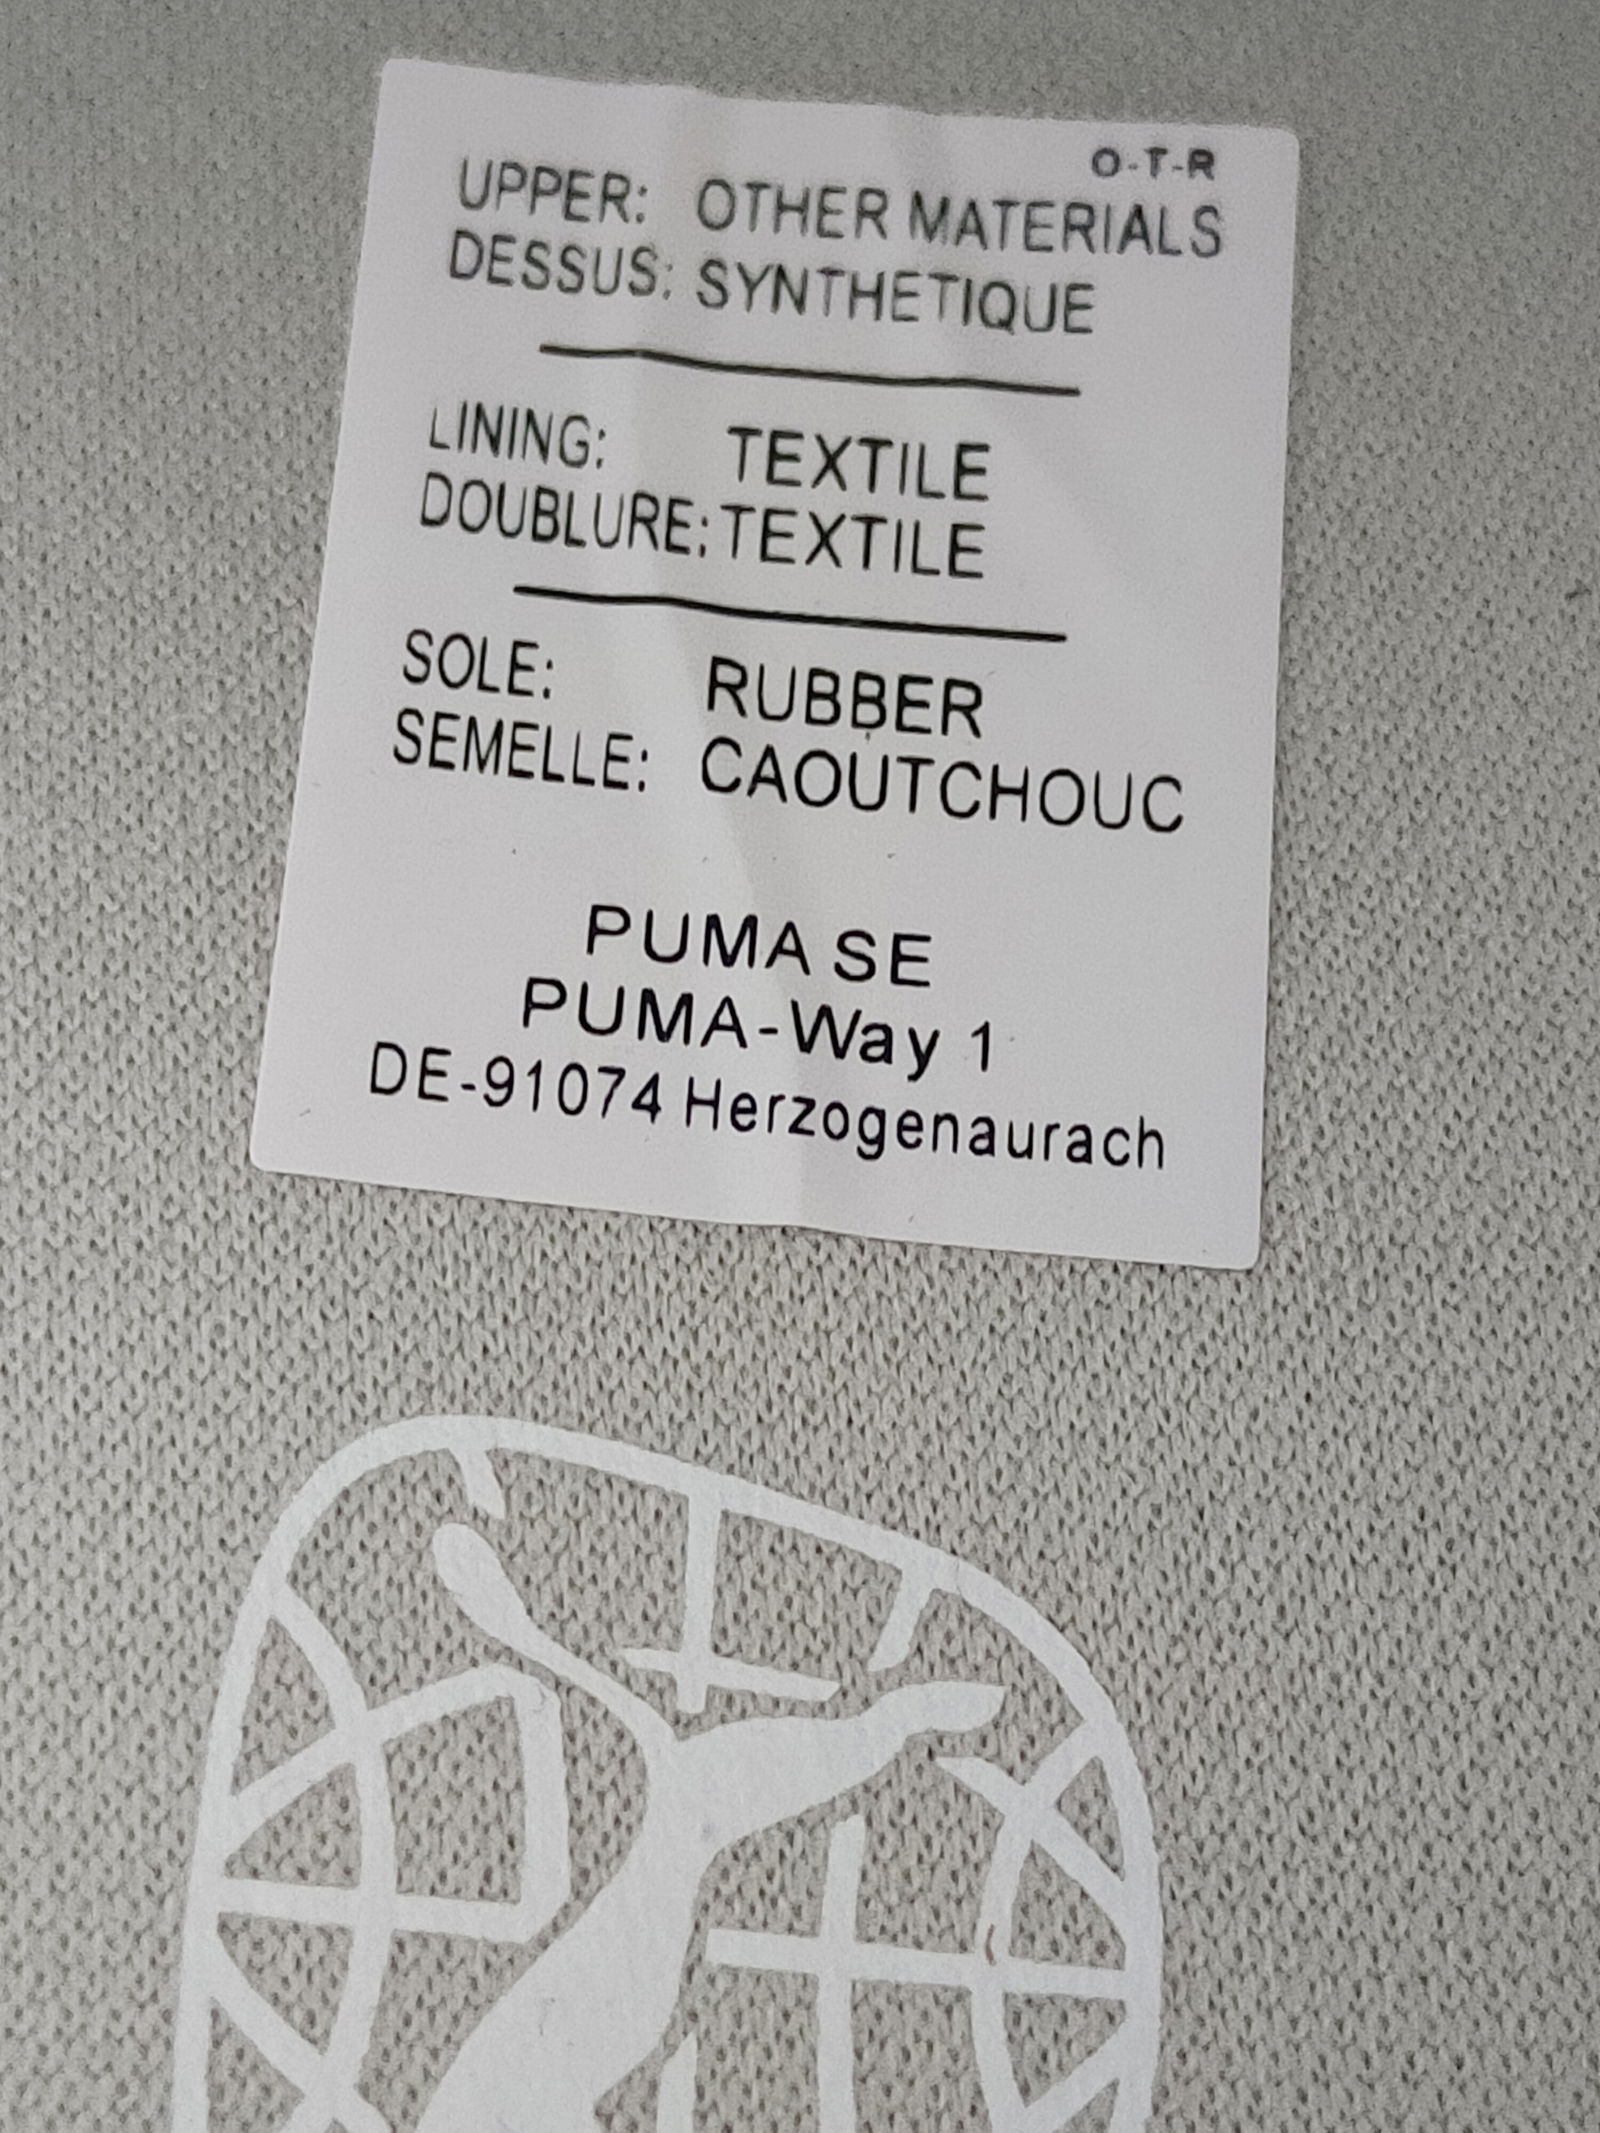 O-T-R
UPPER: OTHER MATERIALS
DESSUS: SYNTHETIQUE
LINING: TEXTILE
DOUBLURE: TEXTILE
SOLE: RUBBER
SEMELLE: CAOUTCHOUC
PUMA SE
PUMA-Way 1
DE-91074 Herzogenaurach